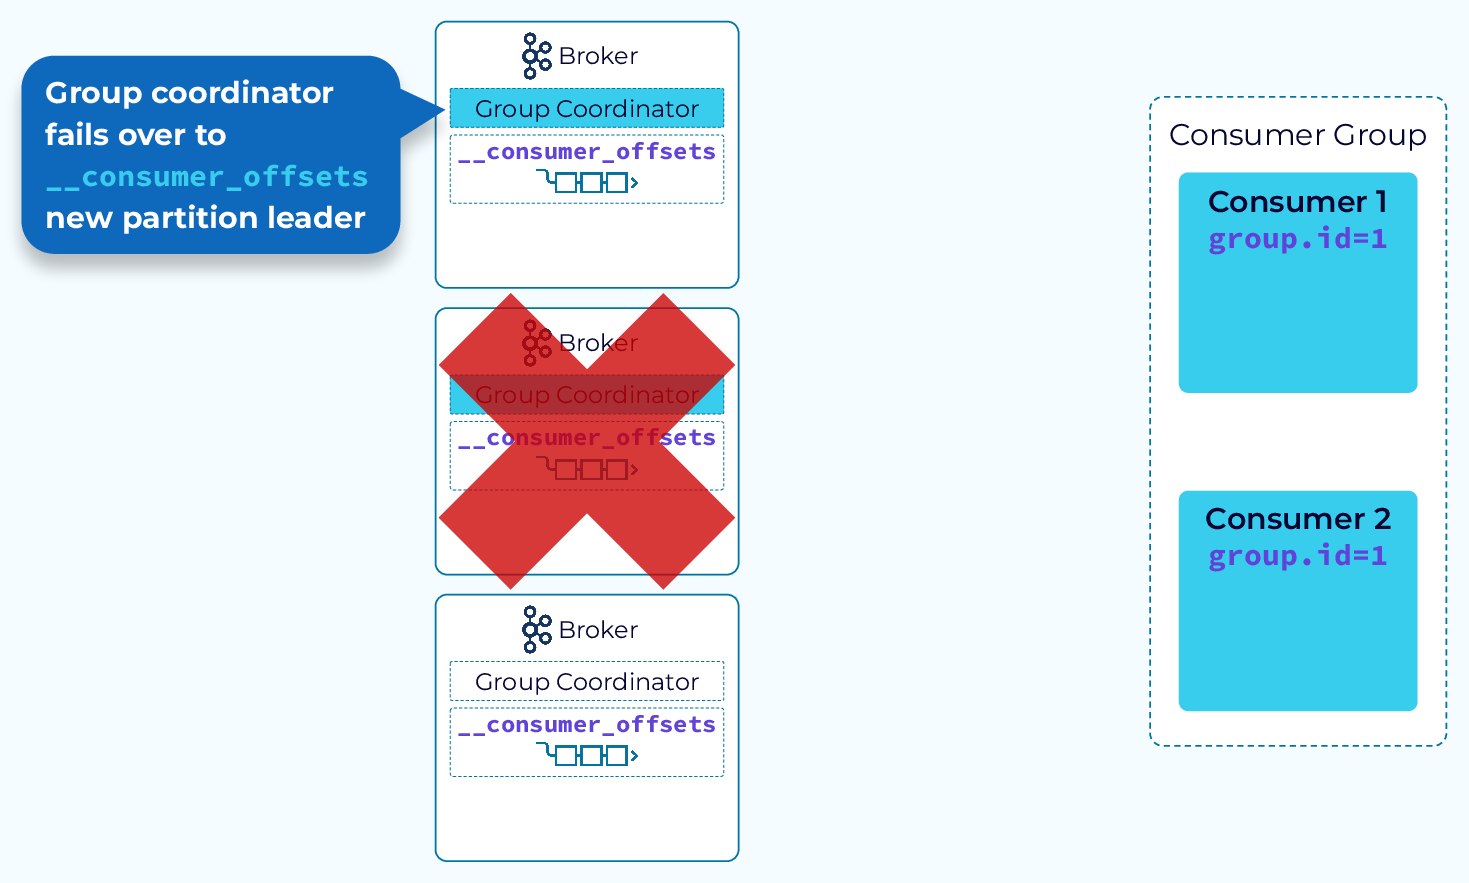 Group coordinator
fails over to
__consumer_offsets
new partition leader
Broker
Group Coordinator
__consumer_offsets
Broker
Group Coordinator
__consumer_offsets
Broker
Group Coordinator
__consumer_offsets
Consumer Group
Consumer 1
group.id=1
Consumer 2
group.id=1